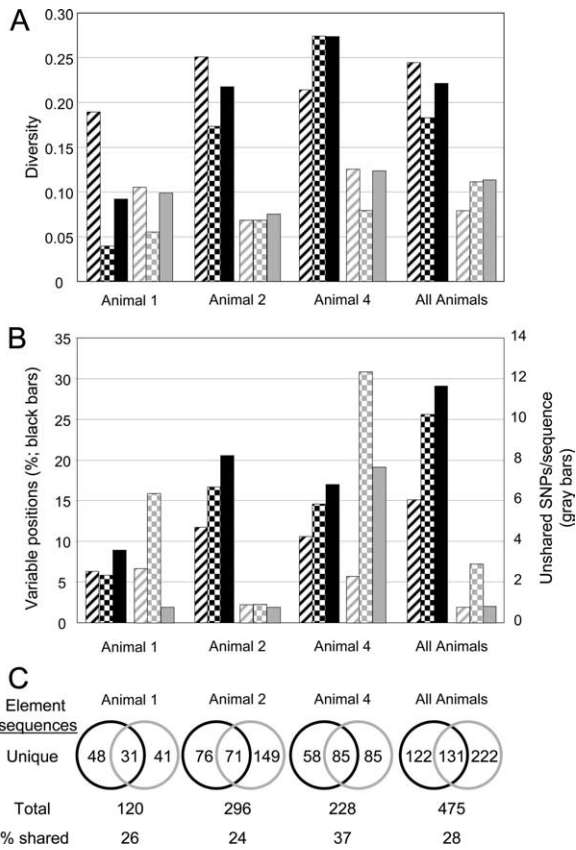 A
0.30
0.25
0.20
0.15
0.10
0.05
0
Diversity
Animal 1 Animal 2 Animal 4 All Animals
B
35
30
25
20
15
10
5
0
Variable positions (%; black bars)
14
12
10
8
6
4
2
0
Unshared SNPs/sequence
(gray bars)
Animal 1 Animal 2 Animal 4 All Animals
C
Animal 1 Animal 2 Animal 4 All Animals
Element
sequences
Unique 48 31 41 76 71 149 58 85 85 122 131 222
Total 120 296 228 475
% shared 26 24 37 28